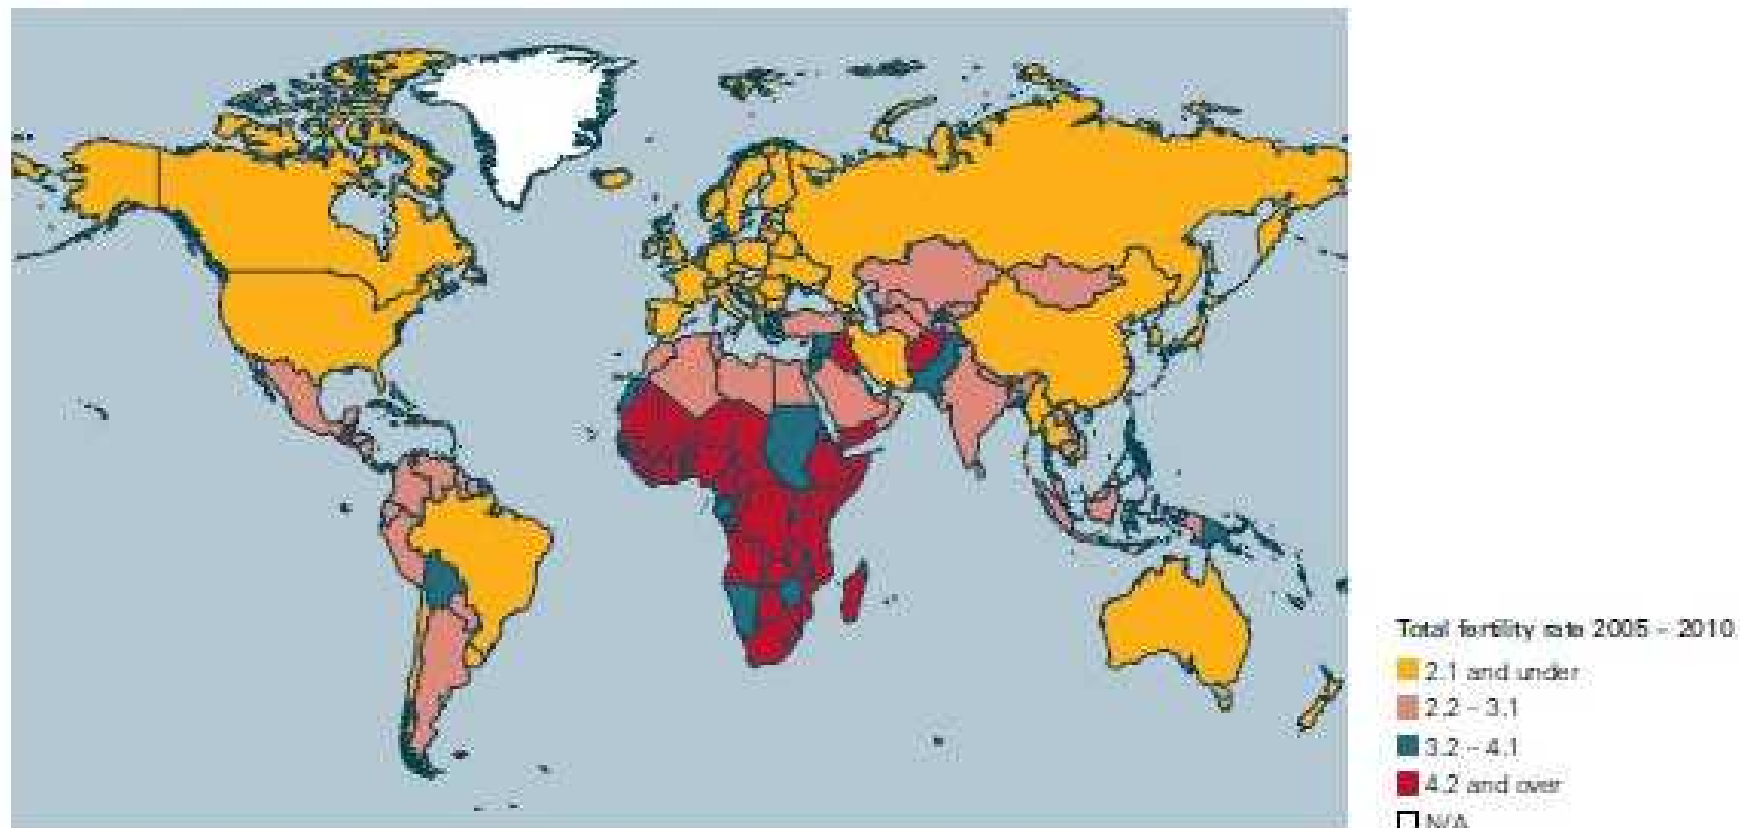 Total fertility rate 2005 – 2010
2.1 and under
2.2 – 3.1
3.2 – 4.1
4.2 and over
N/A